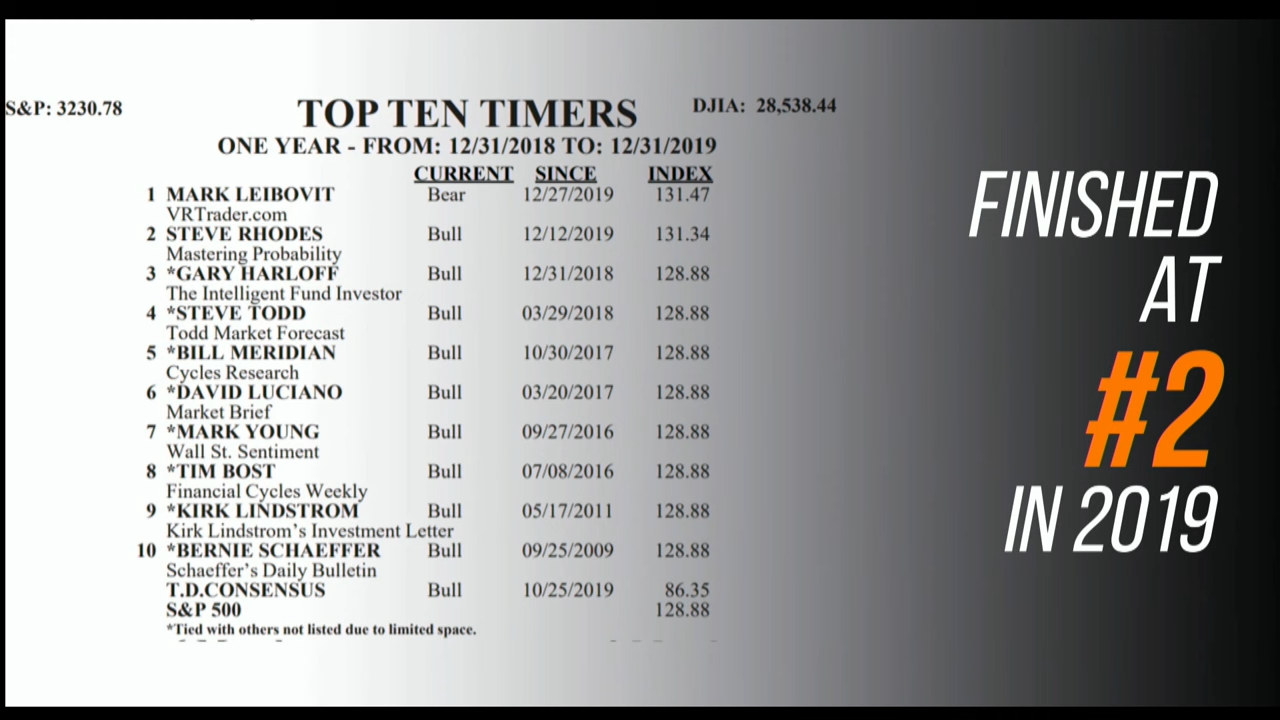 S&P: 3230.78
TOP TEN TIMERS
DJIA: 28,538.44
ONE YEAR - FROM: 12/31/2018 TO: 12/31/2019
CURRENT SINCE INDEX
1 MARK LEIBOVIT Bear 12/27/2019 131.47
VRTrader.com
2 STEVE RHODES Bull 12/12/2019 131.34
Mastering Probability
3 *GARY HARLOFF Bull 12/31/2018 128.88
The Intelligent Fund Investor
4 *STEVE TODD Bull 03/29/2018 128.88
Todd Market Forecast
5 *BILL MERIDIAN Bull 10/30/2017 128.88
Cycles Research
6 *DAVID LUCIANO Bull 03/20/2017 128.88
Market Brief
7 *MARK YOUNG Bull 09/27/2016 128.88
Wall St. Sentiment
8 *TIM BOST Bull 07/08/2016 128.88
Financial Cycles Weekly
9 *KIRK LINDSTROM Bull 05/17/2011 128.88
Kirk Lindstrom's Investment Letter
10 *BERNIE SCHAEFFER Bull 09/25/2009 128.88
Schaeffer's Daily Bulletin
T.D.CONSENSUS Bull 10/25/2019 86.35
S&P 500 128.88
*Tied with others not listed due to limited space.
FINISHED
AT
#2
IN 2019